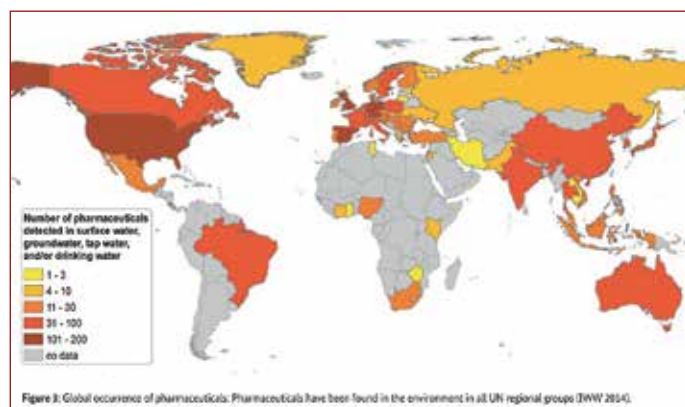 Number of pharmaceuticals
detected in surface water,
groundwater, tap water,
and/or drinking water
1 - 3
4 - 10
11 - 30
31 - 100
101 - 200
no data
Figure 3: Global occurrence of pharmaceuticals: Pharmaceuticals have been found in the environment in all UN regional groups (IWW 2014).